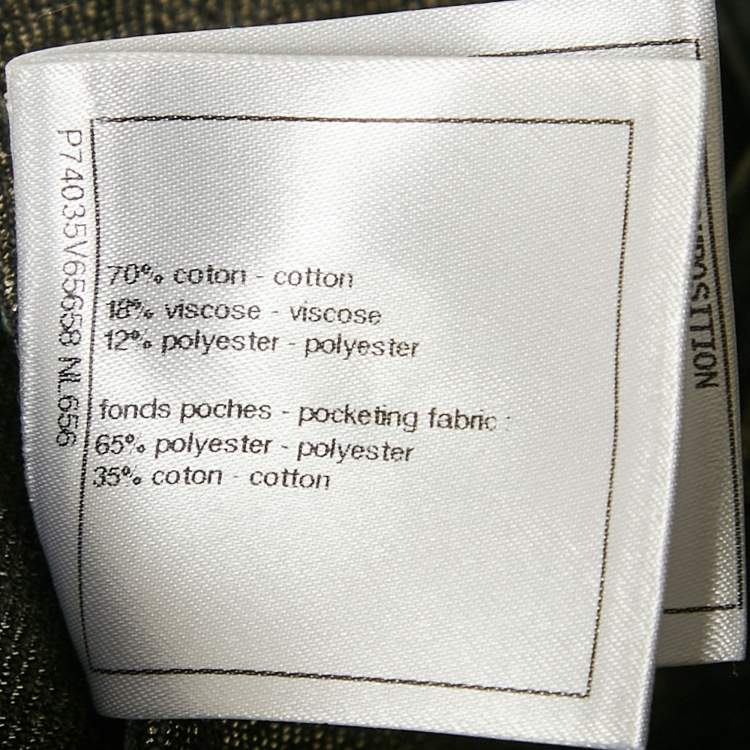 P74035V65658 NL656
70% coton - cotton
18% viscose - viscose
12% polyester - polyester
fonds poches - pocketing fabric :
65% polyester - polyester
35% coton - cotton